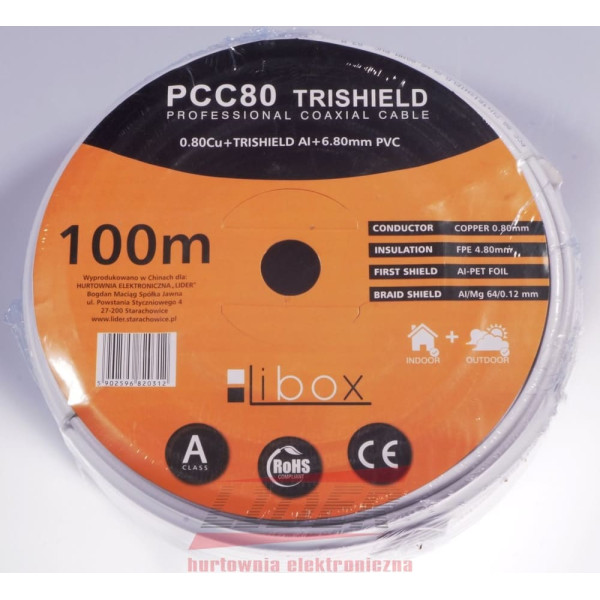 PCC80 TRISHIELD
PROFESSIONAL COAXIAL CABLE
0.80Cu+TRISHIELD Al+6.80mm PVC
100m
Wyprodukowano w Chinach dla:
HURTOWNIA ELEKTRONICZNA „LIDER"
Bogdan Maciąg Spółka Jawna
ul. Powstania Styczniowego 4
27-200 Starachowice
www.lider.starachowice.pl
5902596820312
CONDUCTOR COPPER 0.80mm
INSULATION FPE 4.80mm
FIRST SHIELD Al-PET FOIL
BRAID SHIELD Al/Mg 64/0.12 mm
INDOOR + OUTDOOR
Libox
A
CLASS
RoHS
COMPLIANT
CE
LIDER
hurtownia elektroniczna